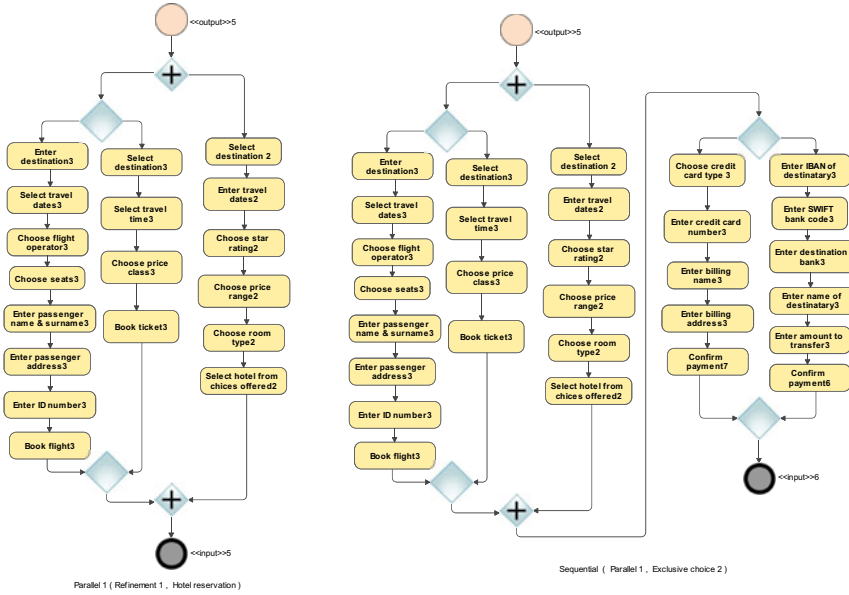 <<output>>5
Enter
destination3
Select travel
dates3
Choose flight
operator3
Choose seats3
Enter passenger
name & surname3
Enter passenger
address3
Enter ID number3
Book flight3
Select
destination3
Select travel
time3
Choose price
class3
Book ticket3
Select
destination 2
Enter travel
dates2
Choose star
rating2
Choose price
range2
Choose room
type2
Select hotel from
chices offered2
<<input>>5
Parallel 1 ( Refinement 1 , Hotel reservation )
<<output>>5
Enter
destination3
Select travel
dates3
Choose flight
operator3
Choose seats3
Enter passenger
name & surname3
Enter passenger
address3
Enter ID number3
Book flight3
Select
destination3
Select travel
time3
Choose price
class3
Book ticket3
Select
destination 2
Enter travel
dates2
Choose star
rating2
Choose price
range2
Choose room
type2
Select hotel from
chices offered2
Choose credit
card type 3
Enter credit card
number3
Enter billing
name3
Enter billing
address3
Confirm
payment7
Enter IBAN of
destinatary3
Enter SWIFT
bank code3
Enter destination
bank3
Enter name of
destinatary3
Enter amount to
transfer3
Confirm
payment6
<<input>>6
Sequential ( Parallel 1 , Exclusive choice 2 )